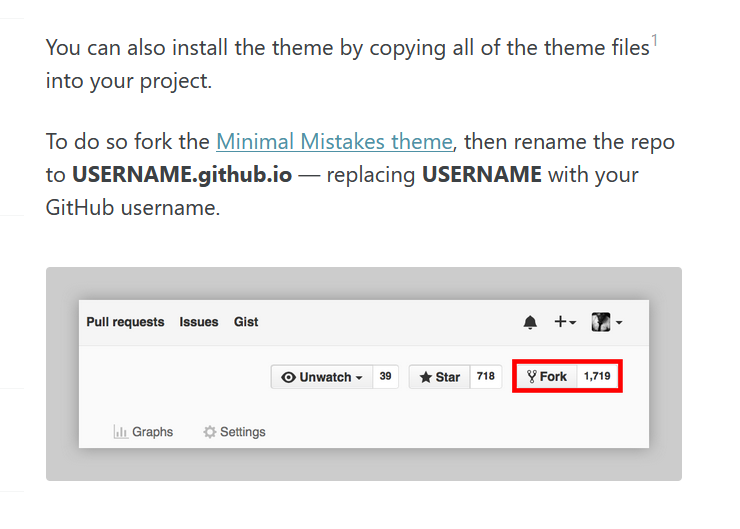 You can also install the theme by copying all of the theme files1
into your project.
To do so fork the Minimal Mistakes theme, then rename the repo
to USERNAME.github.io — replacing USERNAME with your
GitHub username.
Pull requests Issues Gist
Unwatch 39 Star 718 Fork 1,719
Graphs Settings